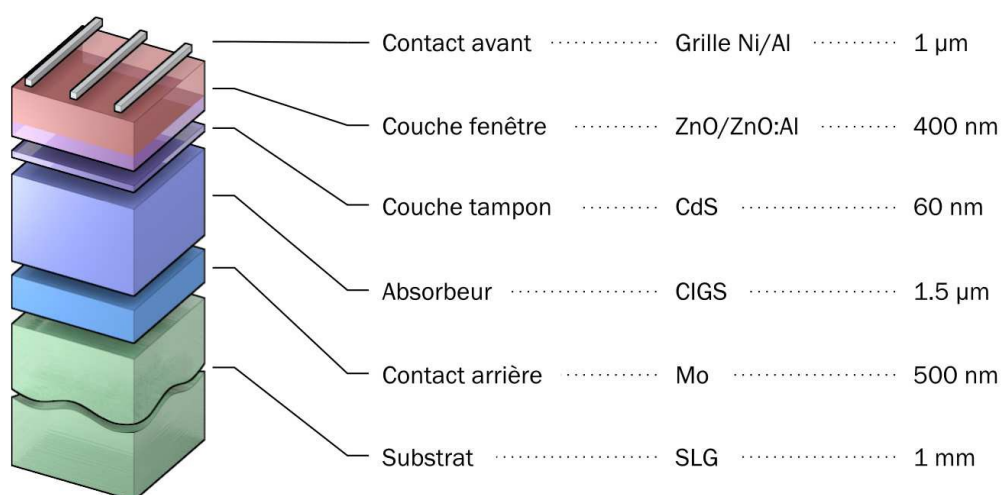 Contact avant ············ Grille Ni/Al ·········· 1 µm
Couche fenêtre ·········· ZnO/ZnO:Al ·········· 400 nm
Couche tampon ·········· CdS ··················· 60 nm
Absorbeur ··················· CIGS ·················· 1.5 µm
Contact arrière ··········· Mo ···················· 500 nm
Substrat ······················ SLG ··················· 1 mm